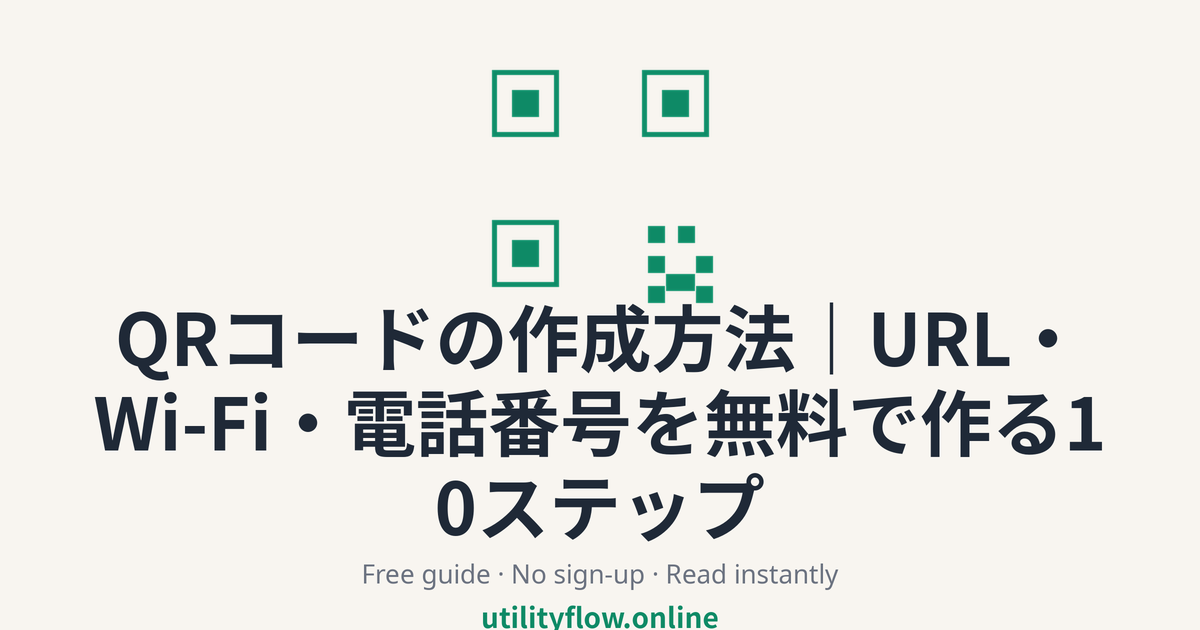 QRコードの作成方法｜URL・
Wi-Fi・電話番号を無料で作る1
0ステップ
Free guide · No sign-up · Read instantly
utilityflow.online